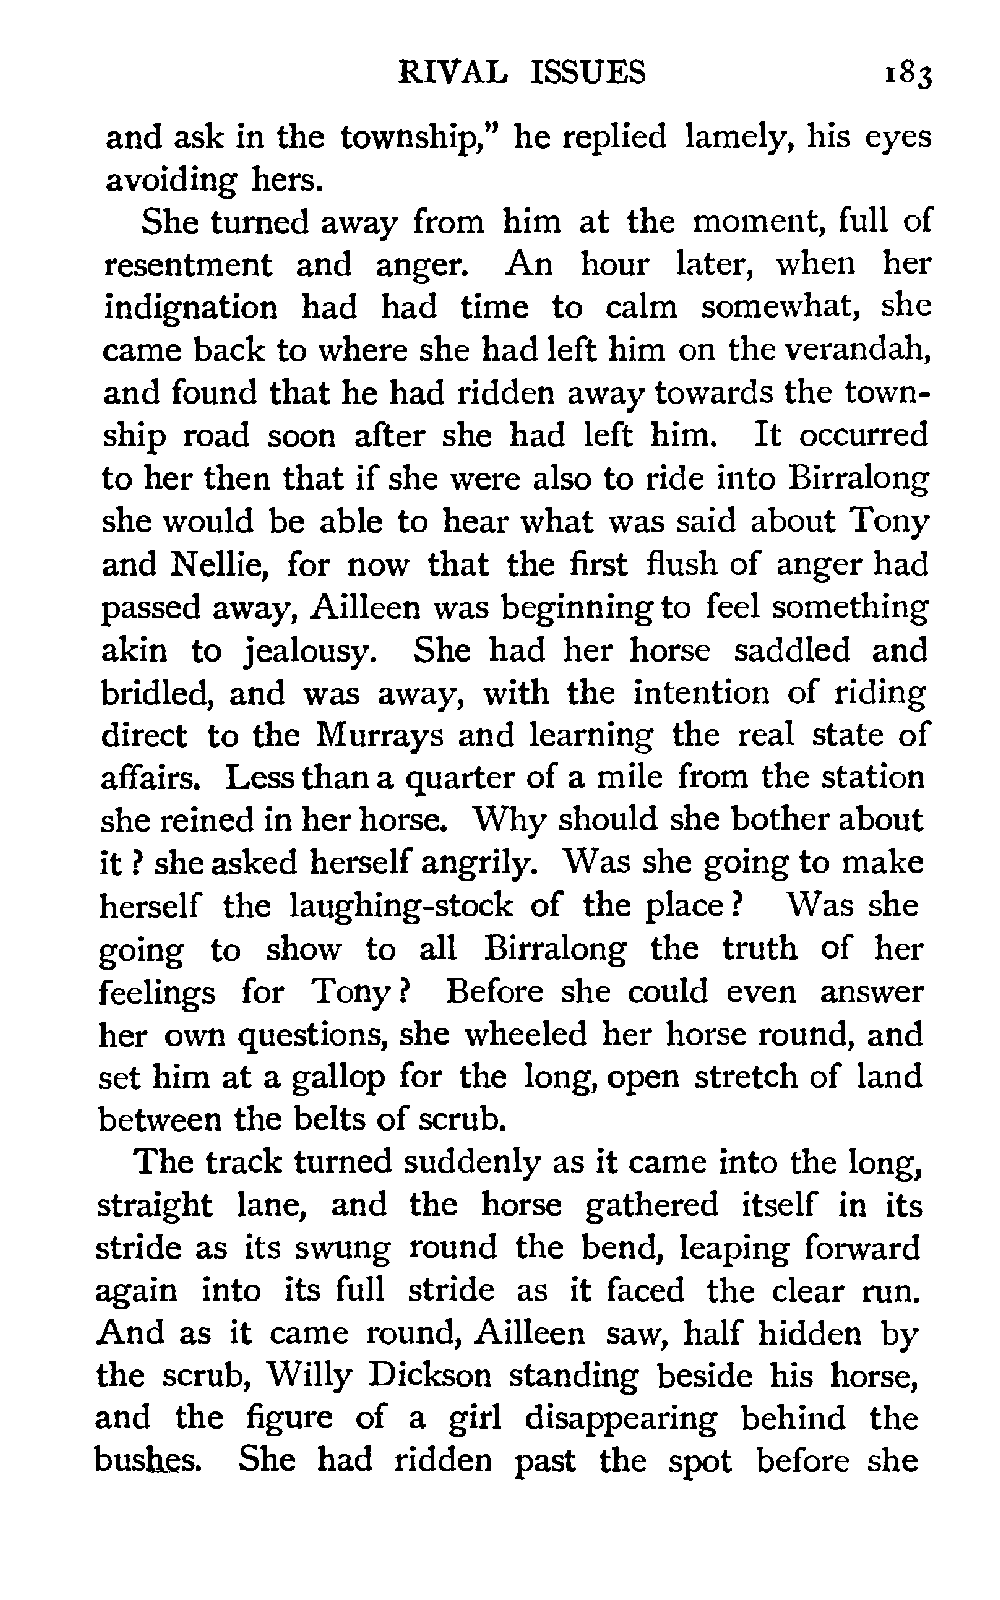 RIVAL ISSUES 183
and ask in the township,” he replied lamely, his eyes
avoiding hers.
She turned away from him at the moment, full of
resentment and anger. An hour later, when her
indignation had had time to calm somewhat, she
came back to where she had left him on the verandah,
and found that he had ridden away towards the town-
ship road soon after she had left him. It occurred
to her then that if she were also to ride into Birralong
she would be able to hear what was said about Tony
and Nellie, for now that the first flush of anger had
passed away, Ailleen was beginning to feel something
akin to jealousy. She had her horse saddled and
bridled, and was away, with the intention of riding
direct to the Murrays and learning the real state of
affairs. Less than a quarter of a mile from the station
she reined in her horse. Why should she bother about
it ? she asked herself angrily. Was she going to make
herself the laughing-stock of the place ? Was she
going to show to all Birralong the truth of her
feelings for Tony ? Before she could even answer
her own questions, she wheeled her horse round, and
set him at a gallop for the long, open stretch of land
between the belts of scrub.
The track turned suddenly as it came into the long,
straight lane, and the horse gathered itself in its
stride as its swung round the bend, leaping forward
again into its full stride as it faced the clear run.
And as it came round, Ailleen saw, half hidden by
the scrub, Willy Dickson standing beside his horse,
and the figure of a girl disappearing behind the
bushes. She had ridden past the spot before she